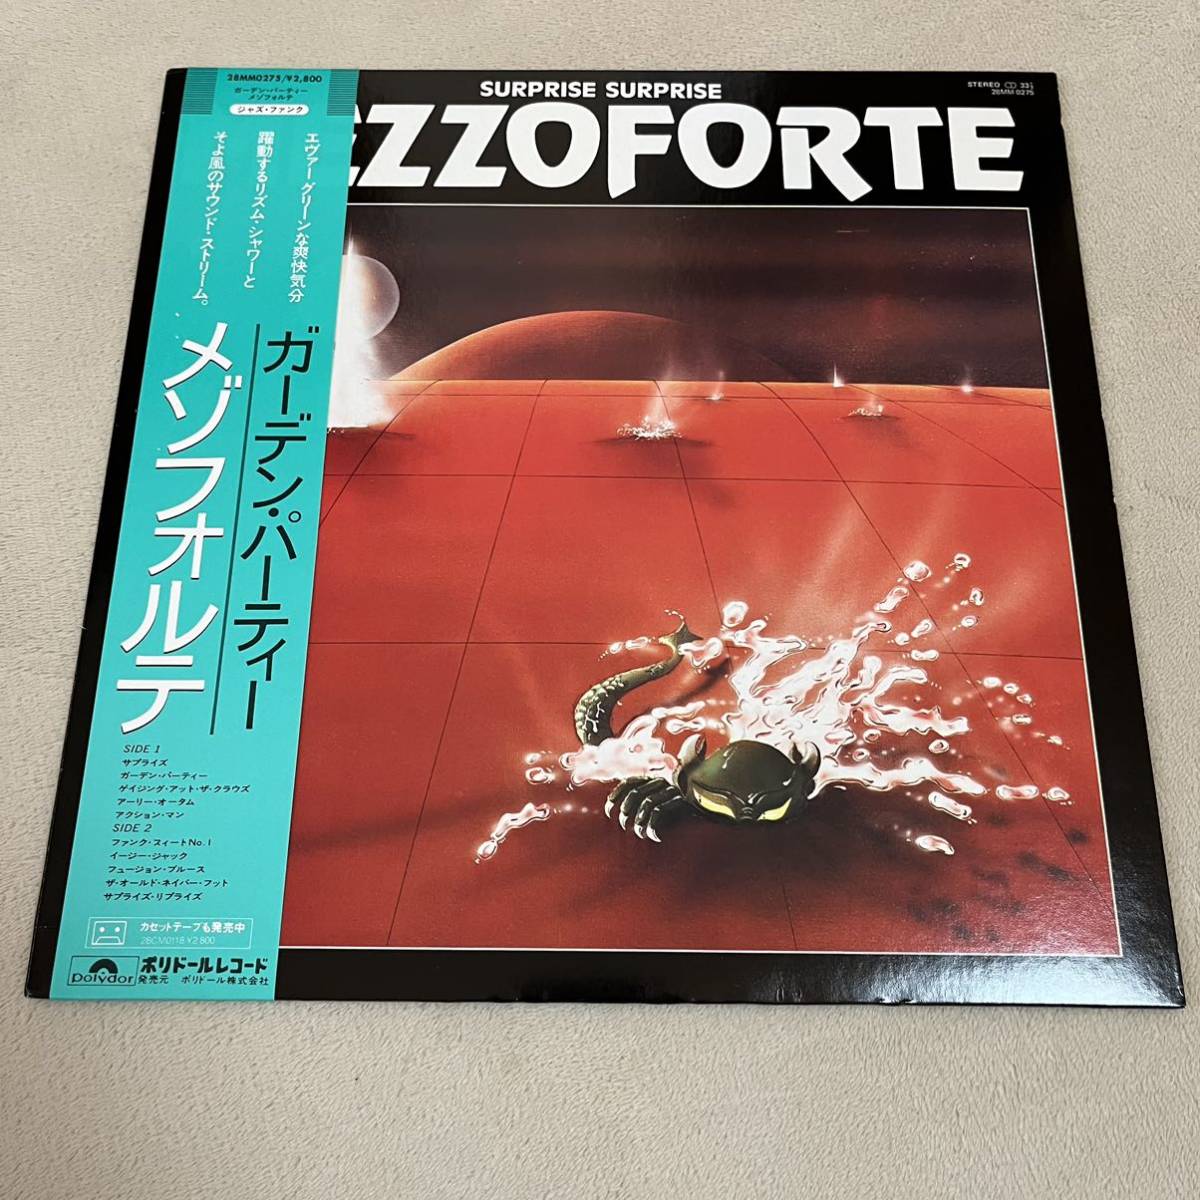 28MM0275/¥2,800
ガーデン・パーティー
メゾフォルテ
ジャズ・ファンク
エヴァーグリーンな爽快気分
躍動するリズム・シャワーと
そよ風のサウンド・ストリーム。
ガーデン・パーティー
メゾフォルテ
SIDE 1
サプライズ
ガーデン・パーティー
ゲイジング・アット・ザ・クラウズ
アーリー・オータム
アクション・マン
SIDE 2
ファンク・スィートNo.1
イージー・ジャック
フュージョン・ブルース
ザ・オールド・ネイバー・フット
サプライズ・リプライズ
カセットテープも発売中
28CM0118 ¥2,800
polydor
ポリドールレコード
発売元 ポリドール株式会社
SURPRISE SURPRISE
EZZOFORTE
STEREO 33⅓
28MM 0275